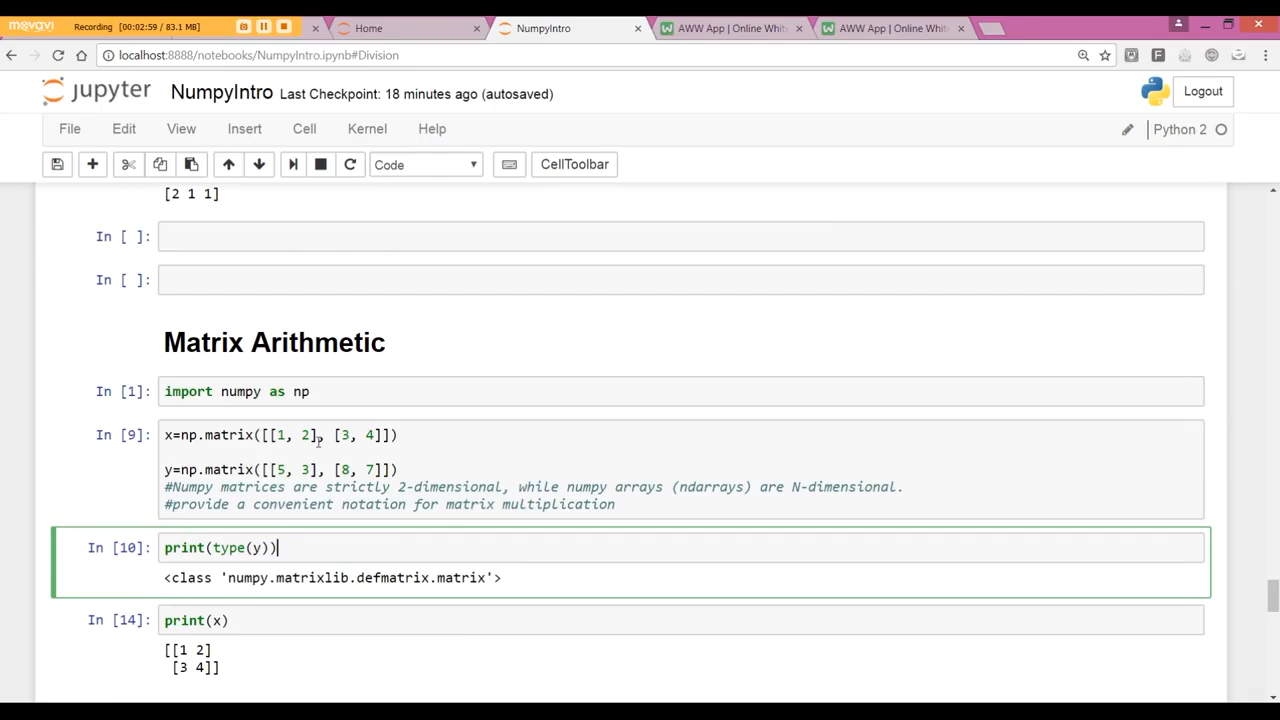 movavi Recording (00:02:59 / 83.1 MB)
Home
NumpyIntro
AWW App | Online White
AWW App | Online White
localhost:8888/notebooks/NumpyIntro.ipynb#Division
jupyter NumpyIntro Last Checkpoint: 18 minutes ago (autosaved) Logout
File Edit View Insert Cell Kernel Help Python 2
Code CellToolbar
[2 1 1]
In [ ]:
In [ ]:
Matrix Arithmetic
In [1]: import numpy as np
In [9]: x=np.matrix([[1, 2], [3, 4]])
y=np.matrix([[5, 3], [8, 7]])
#Numpy matrices are strictly 2-dimensional, while numpy arrays (ndarrays) are N-dimensional.
#provide a convenient notation for matrix multiplication
In [10]: print(type(y))
<class 'numpy.matrixlib.defmatrix.matrix'>
In [14]: print(x)
[[1 2]
[3 4]]